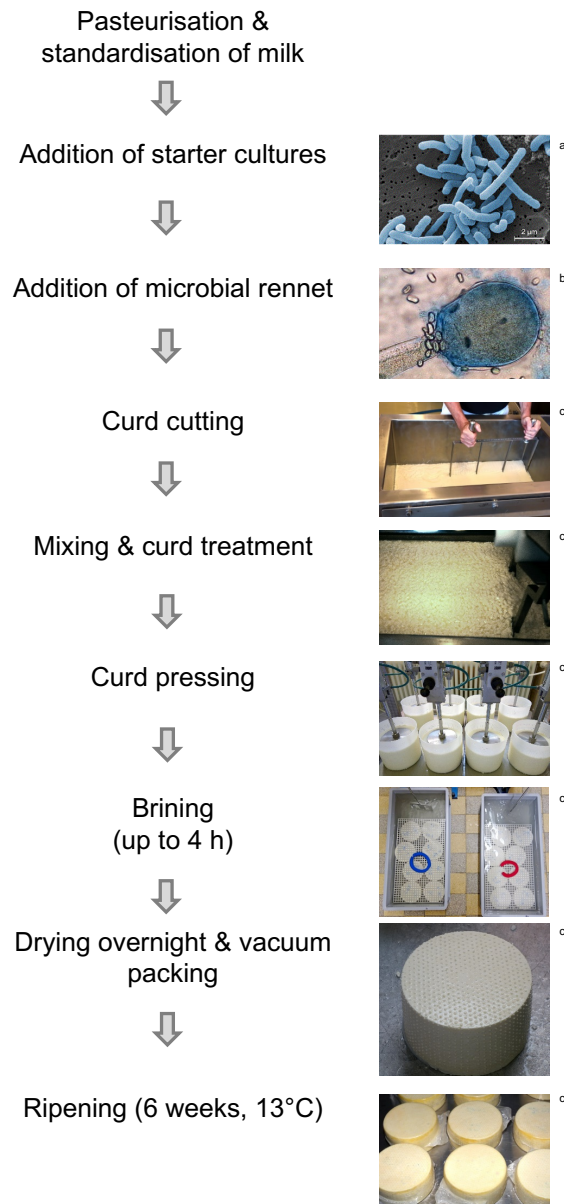 Pasteurisation &
standardisation of milk
Addition of starter cultures
a
2 µm
Addition of microbial rennet
b
Curd cutting
c
Mixing & curd treatment
c
Curd pressing
c
Brining
(up to 4 h)
c
Drying overnight & vacuum
packing
c
Ripening (6 weeks, 13°C)
c